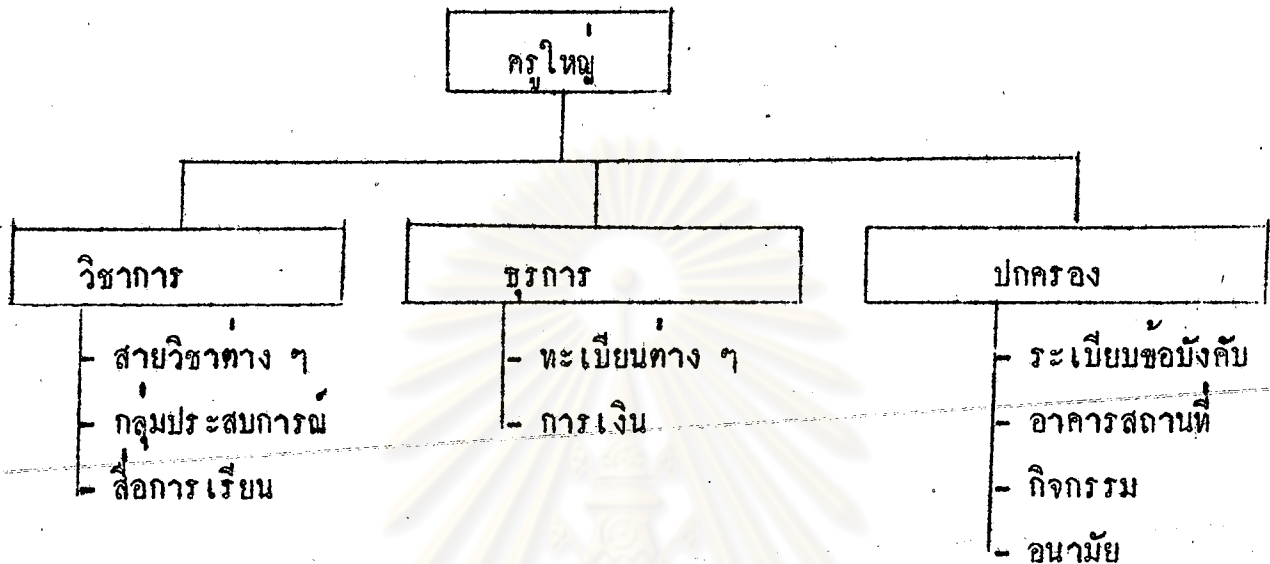 ครูใหญ่
วิชาการ
- สายวิชาต่าง ๆ
- กลุ่มประสบการณ์
- สื่อการเรียน
ธุรการ
- ทะเบียนต่าง ๆ
- การเงิน
ปกครอง
- ระเบียบข้อบังคับ
- อาคารสถานที่
- กิจกรรม
- อนามัย